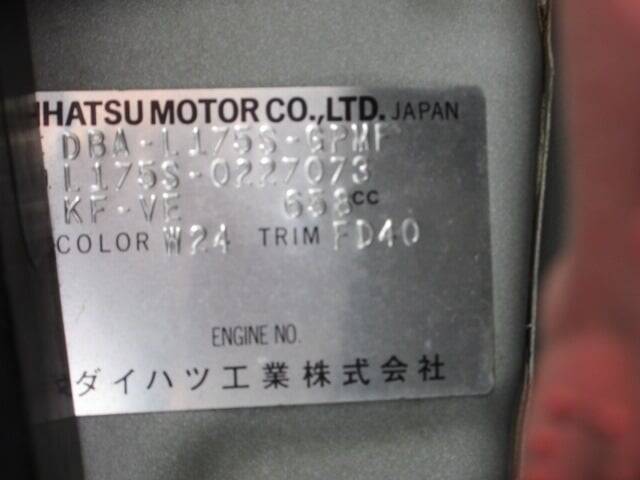 IHATSU MOTOR CO.,LTD. JAPAN
DBA-L175S-GPMF
L175S-0227073
KF-VE 658cc
COLOR W24 TRIM FD40
ENGINE NO.
ダイハツ工業株式会社